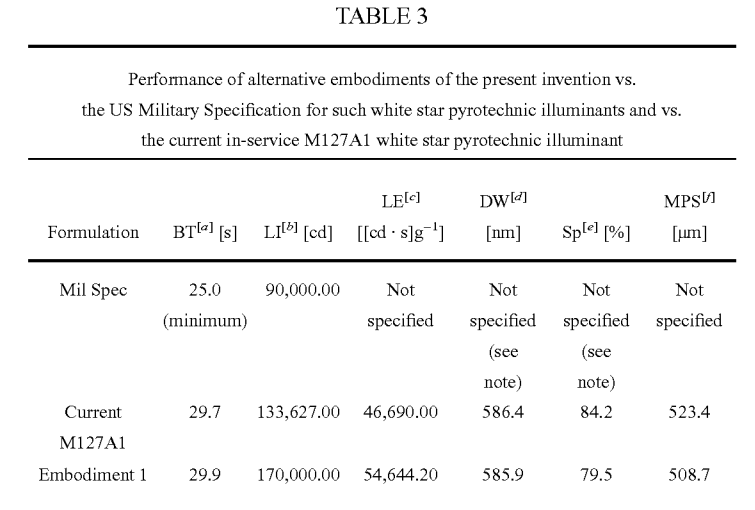 TABLE 3
Performance of alternative embodiments of the present invention vs.
the US Military Specification for such white star pyrotechnic illuminants and vs.
the current in-service M127A1 white star pyrotechnic illuminant
LE[c] DW[d] MPS[f]
Formulation BT[a] [s] LI[b] [cd] [[cd · s]g⁻¹] [nm] Sp[e] [%] [μm]
Mil Spec 25.0 90,000.00 Not Not Not Not
(minimum) specified specified specified specified
(see (see
note) note)
Current 29.7 133,627.00 46,690.00 586.4 84.2 523.4
M127A1
Embodiment 1 29.9 170,000.00 54,644.20 585.9 79.5 508.7